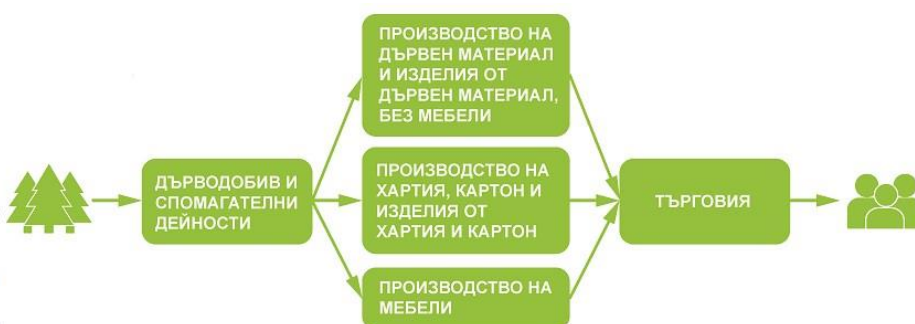 ДЪРВОДОБИВ И
СПОМАГАТЕЛНИ
ДЕЙНОСТИ
ПРОИЗВОДСТВО НА
ДЪРВЕН МАТЕРИАЛ
И ИЗДЕЛИЯ ОТ
ДЪРВЕН МАТЕРИАЛ,
БЕЗ МЕБЕЛИ
ПРОИЗВОДСТВО НА
ХАРТИЯ, КАРТОН И
ИЗДЕЛИЯ ОТ
ХАРТИЯ И КАРТОН
ПРОИЗВОДСТВО НА
МЕБЕЛИ
ТЪРГОВИЯ